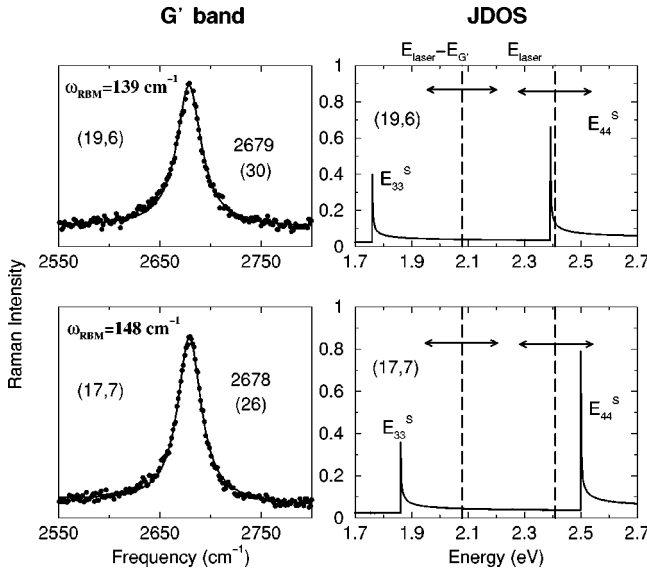 G' band
JDOS
ω_RBM=139 cm⁻¹
(19,6)
2679
(30)
2550
2650
2750
E_laser−E_G'
E_laser
(19,6)
E₃₃ˢ
E₄₄ˢ
1
0.8
0.6
0.4
0.2
0
1.7
1.9
2.1
2.3
2.5
2.7
Raman Intensity
ω_RBM=148 cm⁻¹
(17,7)
2678
(26)
2550
2650
2750
Frequency (cm⁻¹)
(17,7)
E₃₃ˢ
E₄₄ˢ
1
0.8
0.6
0.4
0.2
0
1.7
1.9
2.1
2.3
2.5
2.7
Energy (eV)